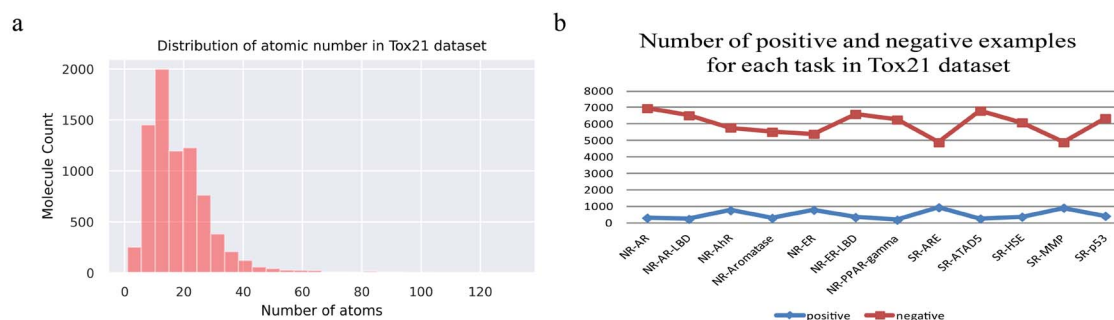 a
Distribution of atomic number in Tox21 dataset
Molecule Count
2000
1500
1000
500
0
0 20 40 60 80 100 120
Number of atoms
b
Number of positive and negative examples
for each task in Tox21 dataset
8000
7000
6000
5000
4000
3000
2000
1000
0
NR-AR
NR-AR-LBD
NR-AhR
NR-Aromatase
NR-ER
NR-ER-LBD
NR-PPAR-gamma
SR-ARE
SR-ATAD5
SR-HSE
SR-MMP
SR-p53
positive negative